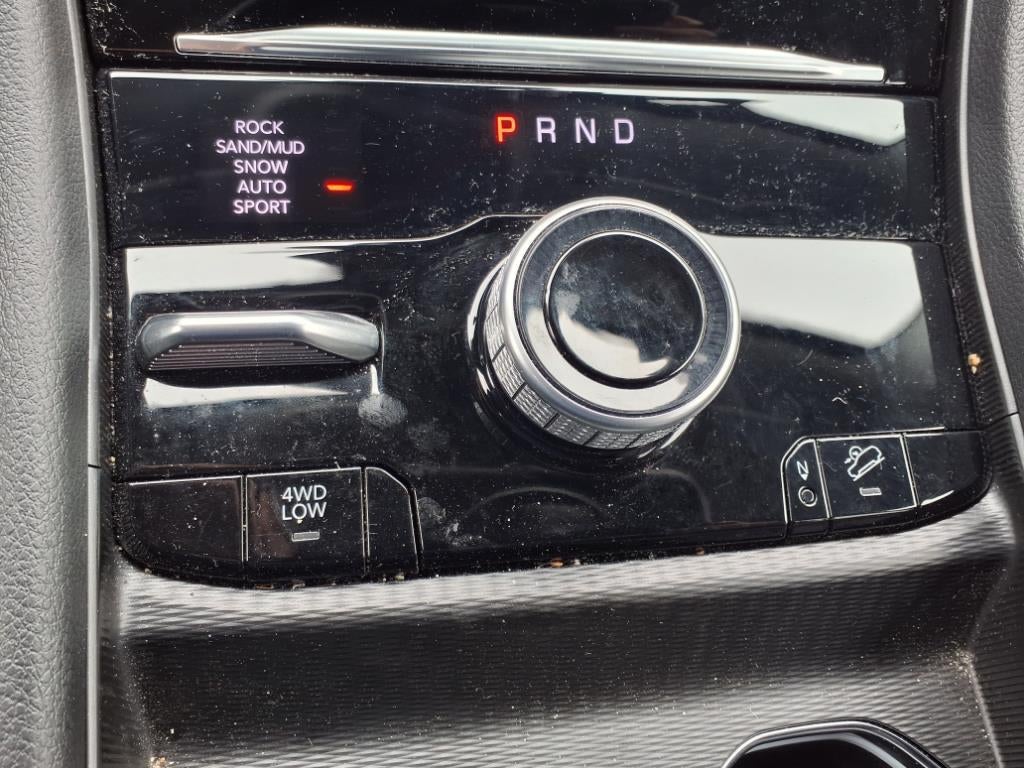 ROCK
SAND/MUD
SNOW
AUTO
SPORT
P R N D
4WD
LOW
N